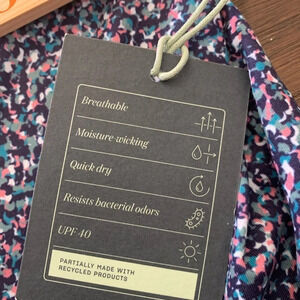 Breathable
Moisture-wicking
Quick dry
Resists bacterial odors
UPF 40
PARTIALLY MADE WITH
RECYCLED PRODUCTS